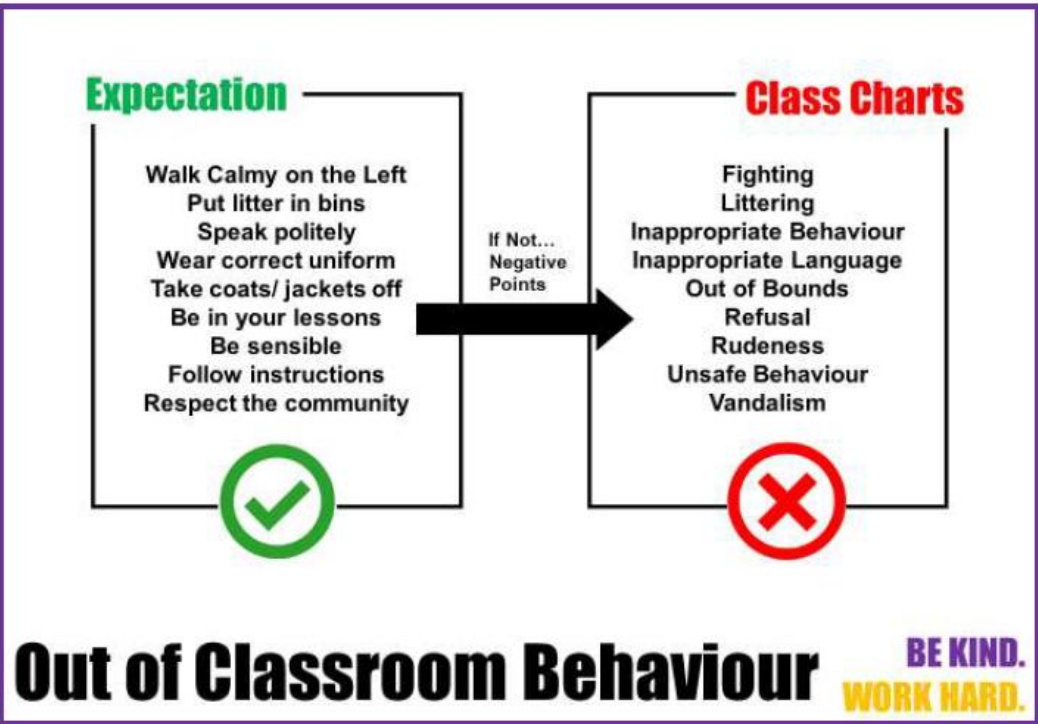 Expectation
Walk Calmy on the Left
Put litter in bins
Speak politely
Wear correct uniform
Take coats/ jackets off
Be in your lessons
Be sensible
Follow instructions
Respect the community
If Not...
Negative
Points
Class Charts
Fighting
Littering
Inappropriate Behaviour
Inappropriate Language
Out of Bounds
Refusal
Rudeness
Unsafe Behaviour
Vandalism
Out of Classroom Behaviour
BE KIND.
WORK HARD.